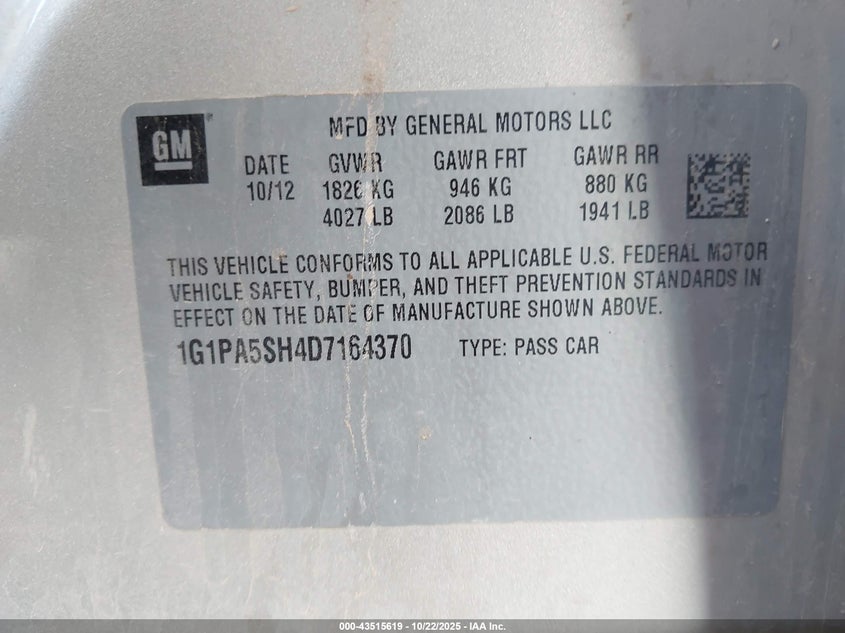 GM
MFD BY GENERAL MOTORS LLC
DATE GVWR GAWR FRT GAWR RR
10/12 1826 KG 946 KG 880 KG
4027 LB 2086 LB 1941 LB
THIS VEHICLE CONFORMS TO ALL APPLICABLE U.S. FEDERAL MOTOR
VEHICLE SAFETY, BUMPER, AND THEFT PREVENTION STANDARDS IN
EFFECT ON THE DATE OF MANUFACTURE SHOWN ABOVE.
1G1PA5SH4D7164370 TYPE: PASS CAR
000-43515619 - 10/22/2025 - IAA Inc.